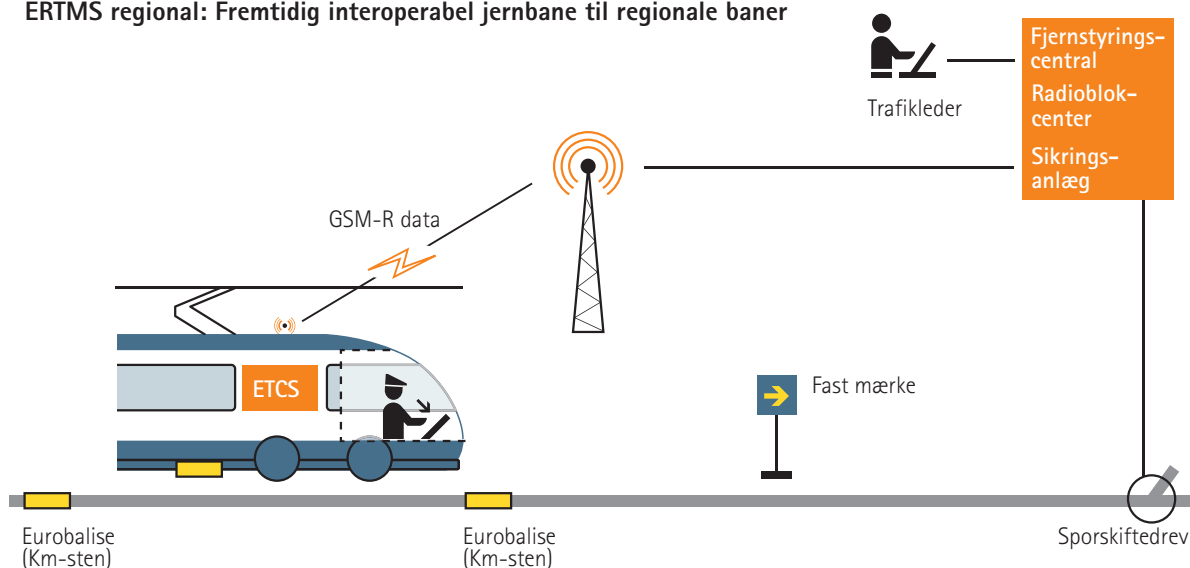 ERTMS regional: Fremtidig interoperabel jernbane til regionale baner
Fjernstyrings-
central
Radioblok-
center
Sikrings-
anlæg
Trafikleder
GSM-R data
ETCS
Fast mærke
Eurobalise
(Km-sten)
Eurobalise
(Km-sten)
Sporskiftedrev